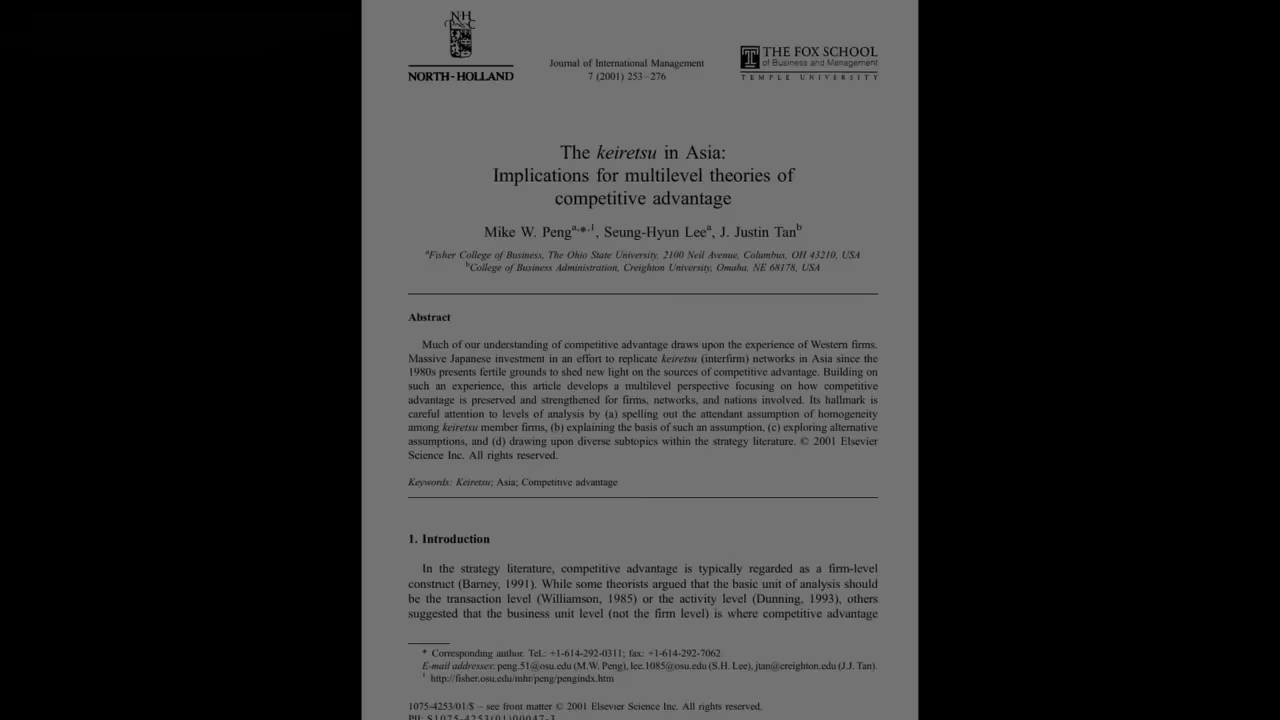 NORTH-HOLLAND
Journal of International Management
7 (2001) 253–276
THE FOX SCHOOL
of Business and Management
TEMPLE UNIVERSITY
The keiretsu in Asia:
Implications for multilevel theories of
competitive advantage
Mike W. Peng^a,*,1, Seung-Hyun Lee^a, J. Justin Tan^b
^aFisher College of Business, The Ohio State University, 2100 Neil Avenue, Columbus, OH 43210, USA
^bCollege of Business Administration, Creighton University, Omaha, NE 68178, USA
Abstract
Much of our understanding of competitive advantage draws upon the experience of Western firms.
Massive Japanese investment in an effort to replicate keiretsu (interfirm) networks in Asia since the
1980s presents fertile grounds to shed new light on the sources of competitive advantage. Building on
such an experience, this article develops a multilevel perspective focusing on how competitive
advantage is preserved and strengthened for firms, networks, and nations involved. Its hallmark is
careful attention to levels of analysis by (a) spelling out the attendant assumption of homogeneity
among keiretsu member firms, (b) explaining the basis of such an assumption, (c) exploring alternative
assumptions, and (d) drawing upon diverse subtopics within the strategy literature. © 2001 Elsevier
Science Inc. All rights reserved.
Keywords: Keiretsu; Asia; Competitive advantage
1. Introduction
In the strategy literature, competitive advantage is typically regarded as a firm-level
construct (Barney, 1991). While some theorists argued that the basic unit of analysis should
be the transaction level (Williamson, 1985) or the activity level (Dunning, 1993), others
suggested that the business unit level (not the firm level) is where competitive advantage
* Corresponding author. Tel.: +1-614-292-0311; fax: +1-614-292-7062.
E-mail addresses: peng.51@osu.edu (M.W. Peng), lee.1085@osu.edu (S.H. Lee), jtan@creighton.edu (J.J. Tan).
1 http://fisher.osu.edu/mhr/peng/pengindx.htm
1075-4253/01/$ – see front matter © 2001 Elsevier Science Inc. All rights reserved.
PII: S1075-4253(01)00047-3